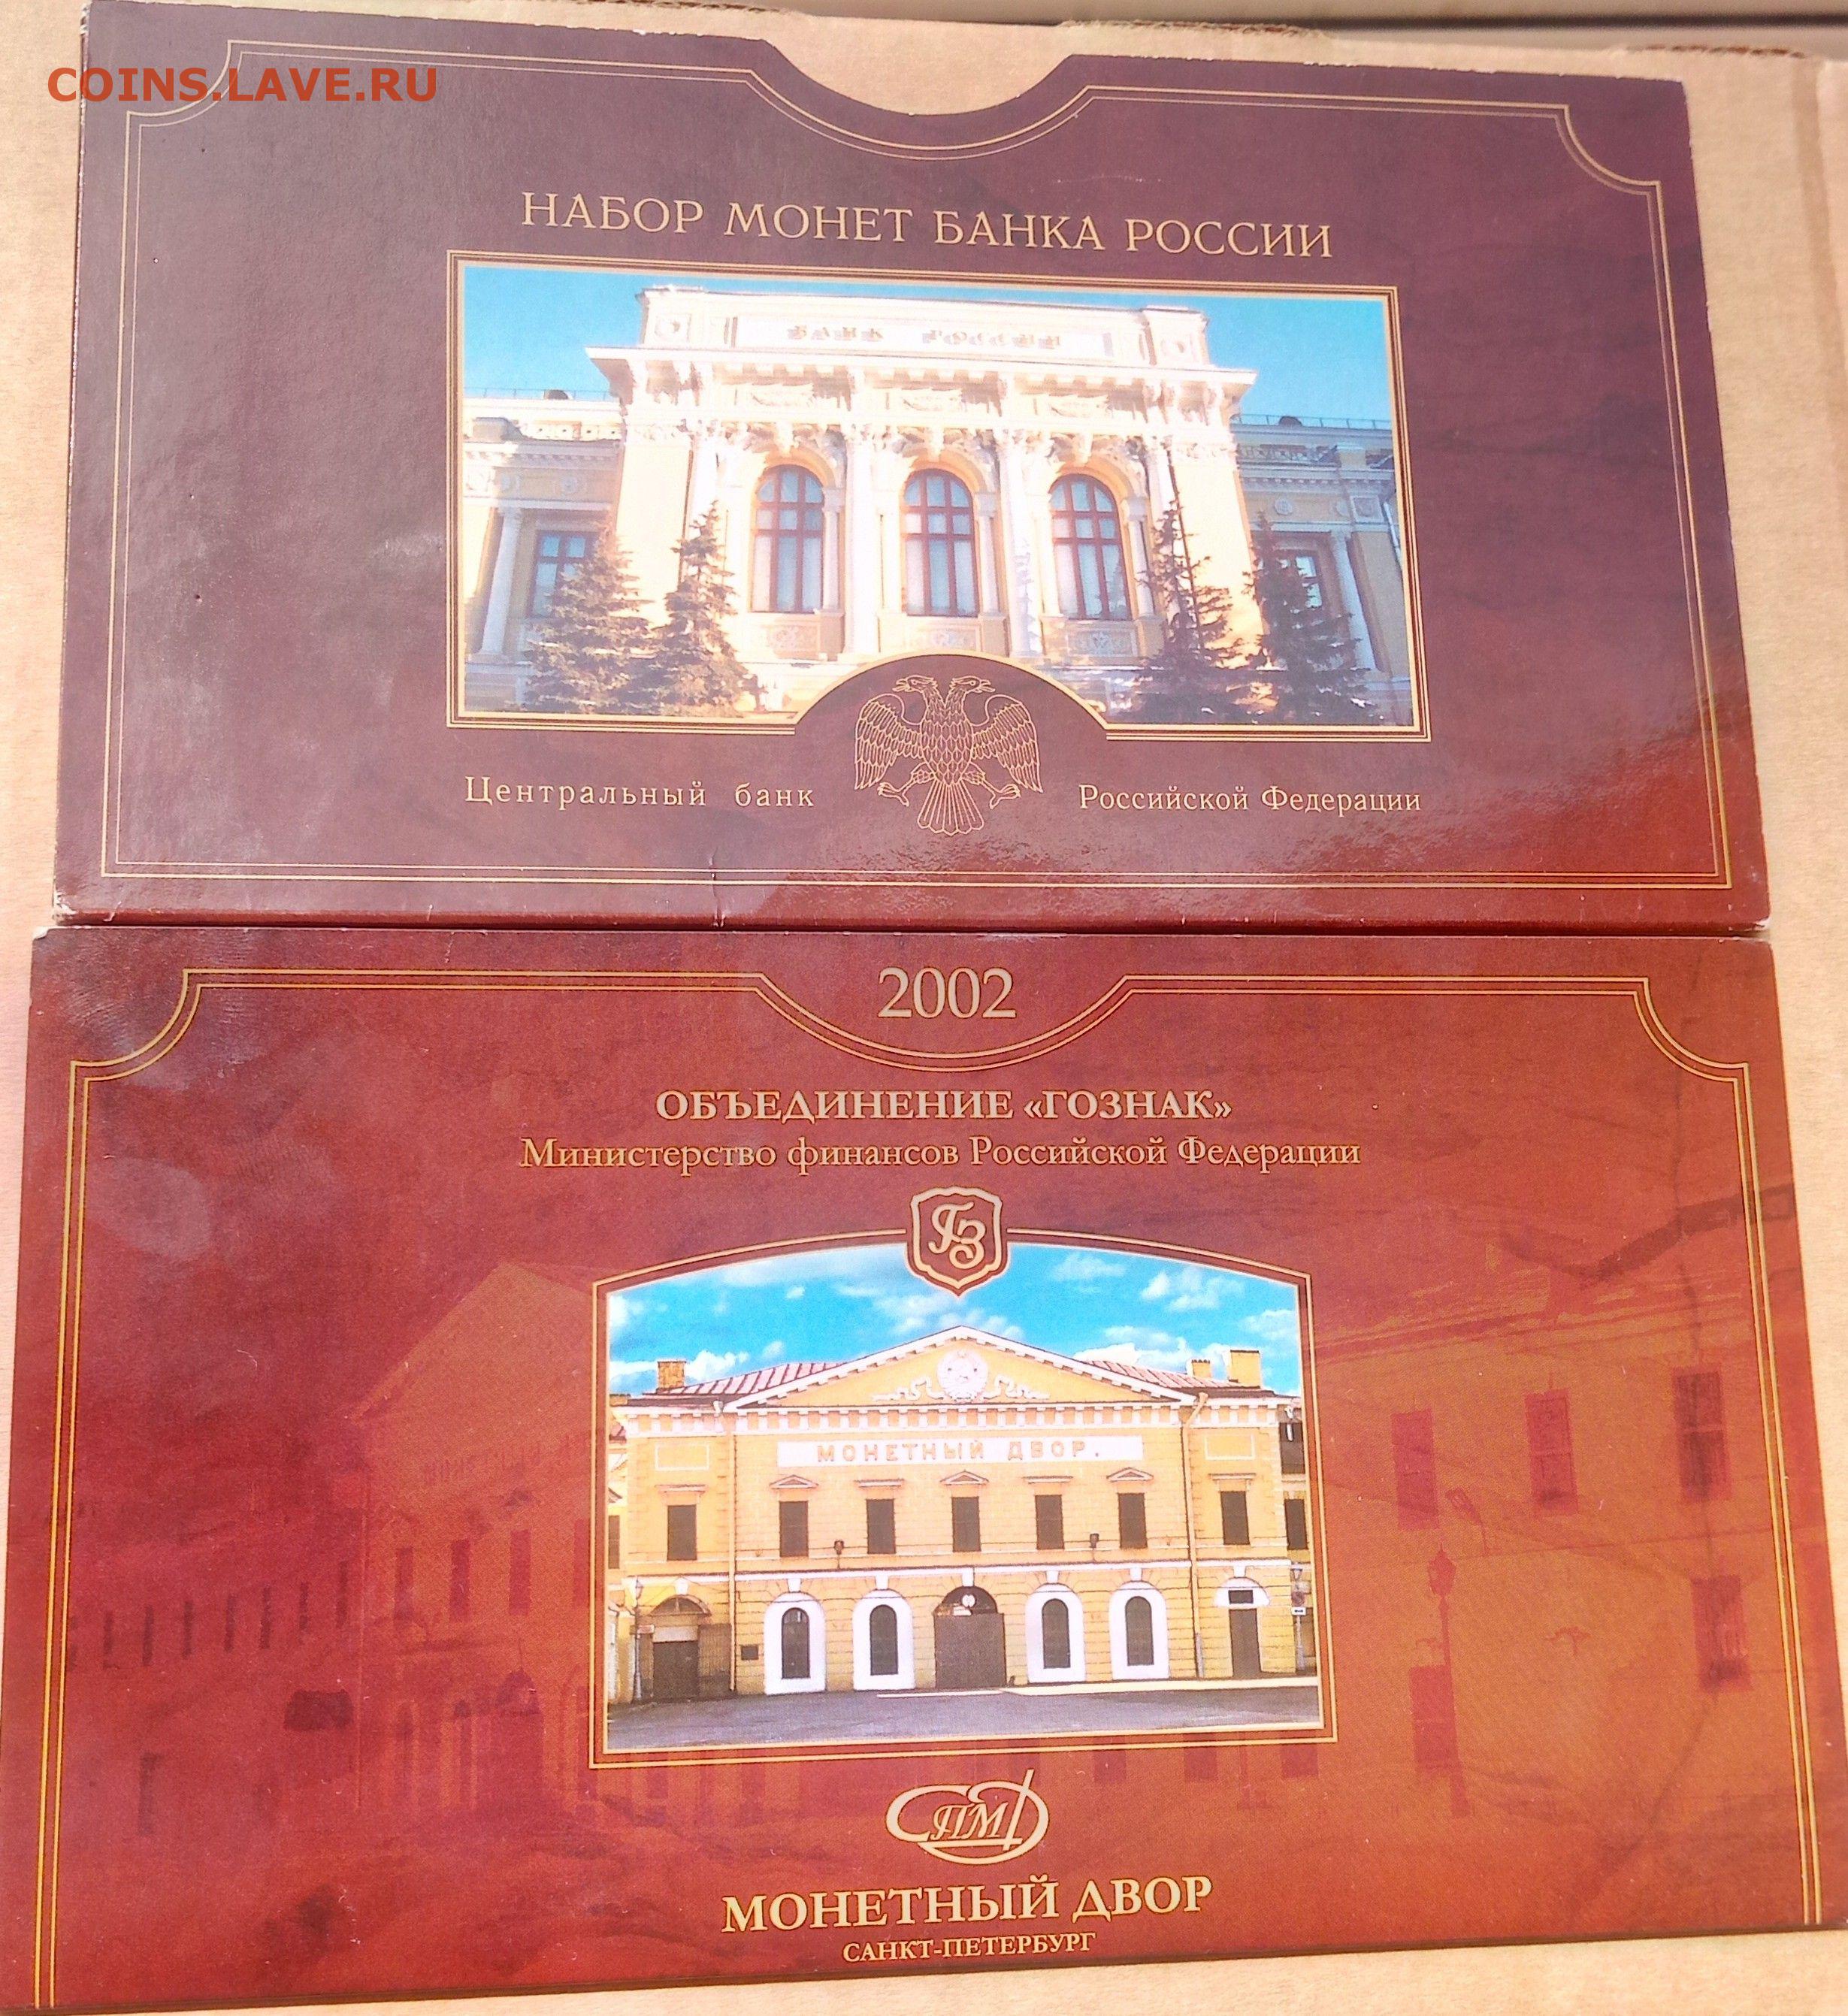 COINS.LAVE.RU
НАБОР МОНЕТ БАНКА РОССИИ
БАНК РОССИИ
Центральный банк Российской Федерации
2002
ОБЪЕДИНЕНИЕ «ГОЗНАК»
Министерство финансов Российской Федерации
ГЗ
МОНЕТНЫЙ ДВОР.
СПМД
МОНЕТНЫЙ ДВОР
САНКТ-ПЕТЕРБУРГ